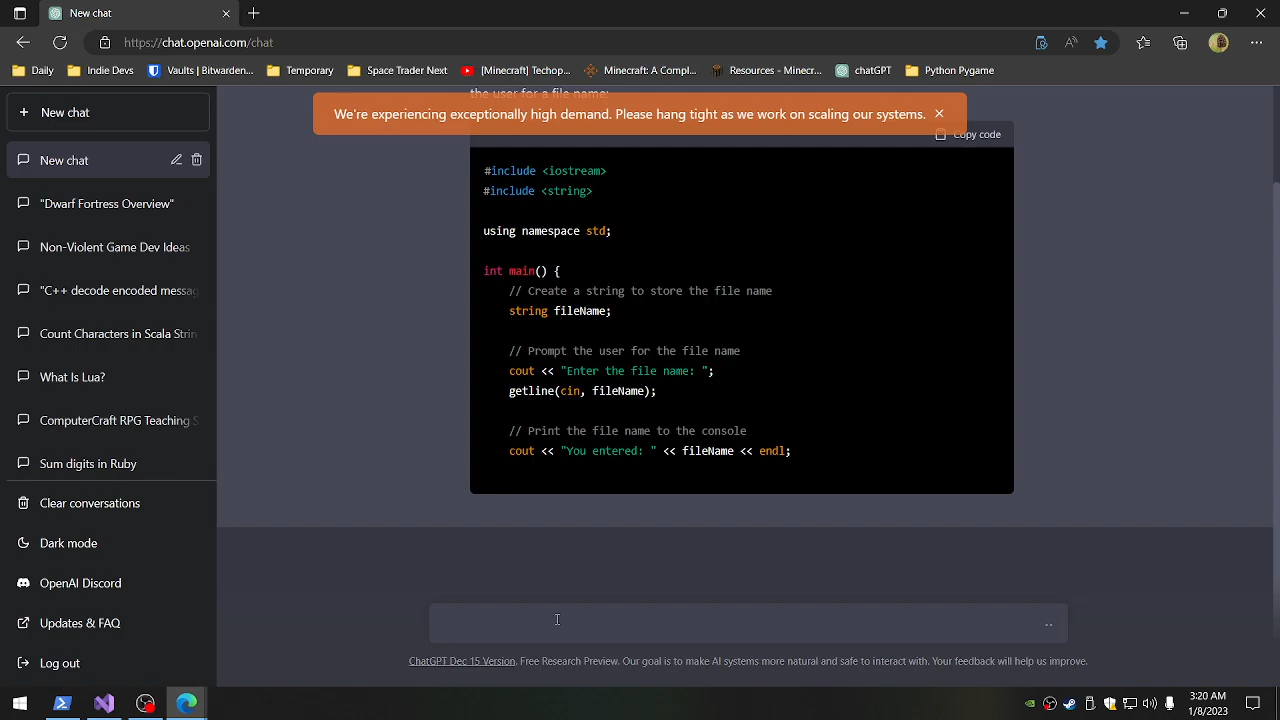 New chat
https://chat.openai.com/chat
Daily
Indie Devs
Vaults | Bitwarden...
Temporary
Space Trader Next
[Minecraft] Techop...
Minecraft: A Compl...
Resources - Minecr...
chatGPT
Python Pygame
New chat
New chat
"Dwarf Fortress Overview"
Non-Violent Game Dev Ideas
"C++ decode encoded messag
Count Characters in Scala Strin
What Is Lua?
ComputerCraft RPG Teaching S
Sum digits in Ruby
Clear conversations
Dark mode
OpenAI Discord
Updates & FAQ
Log out
the user for a file name:
We're experiencing exceptionally high demand. Please hang tight as we work on scaling our systems.
Copy code
#include <iostream>
#include <string>
using namespace std;
int main() {
// Create a string to store the file name
string fileName;
// Prompt the user for the file name
cout << "Enter the file name: ";
getline(cin, fileName);
// Print the file name to the console
cout << "You entered: " << fileName << endl;
..
ChatGPT Dec 15 Version. Free Research Preview. Our goal is to make AI systems more natural and safe to interact with. Your feedback will help us improve.
3:20 AM
1/8/2023